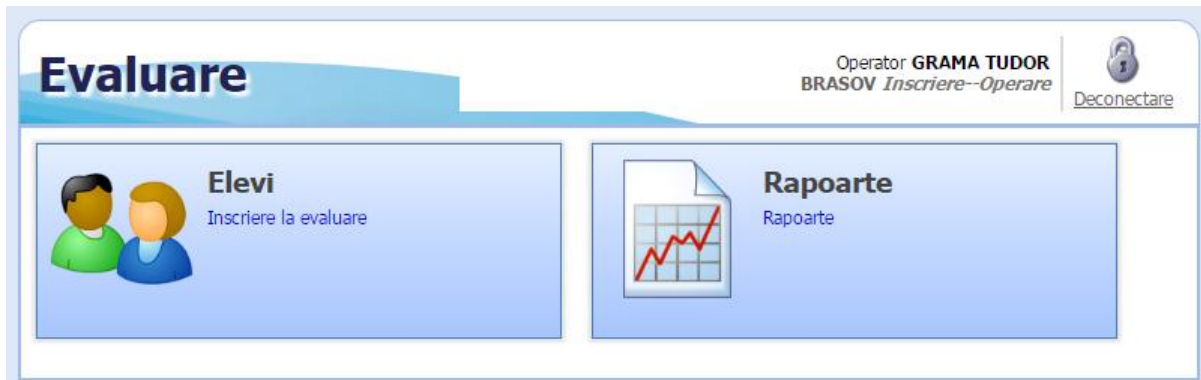 Evaluare
Operator GRAMA TUDOR
BRASOV Inscriere--Operare
Deconectare
Elevi
Inscriere la evaluare
Rapoarte
Rapoarte